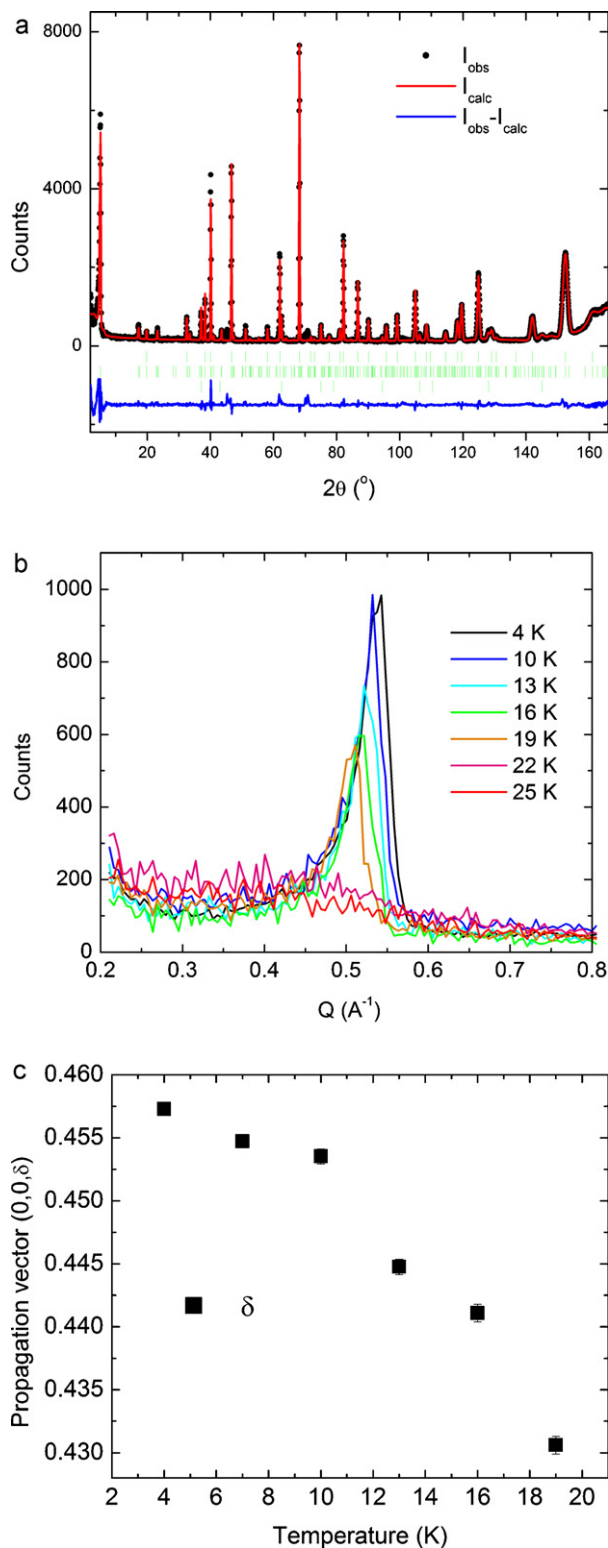 a
8000
4000
0
Counts
I_obs
I_calc
I_obs-I_calc
20 40 60 80 100 120 140 160
2θ (°)
b
1000
800
600
400
200
0
Counts
4 K
10 K
13 K
16 K
19 K
22 K
25 K
0.2 0.3 0.4 0.5 0.6 0.7 0.8
Q (A⁻¹)
c
0.460
0.455
0.450
0.445
0.440
0.435
0.430
Propagation vector (0,0,δ)
δ
2 4 6 8 10 12 14 16 18 20
Temperature (K)